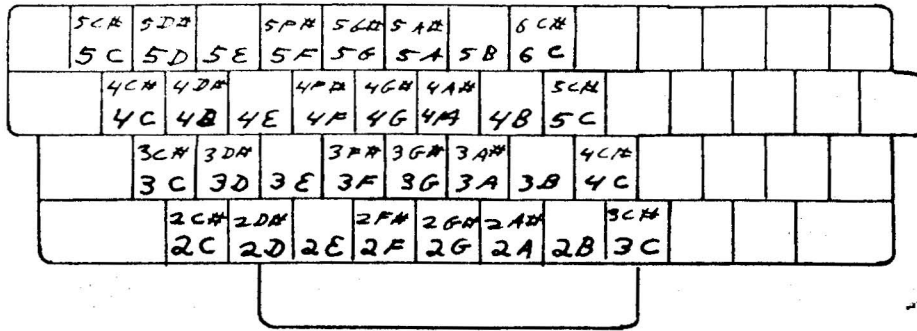 5C# 5D# 5F# 5G# 5A# 6C#
5C 5D 5E 5F 5G 5A 5B 6C
4C# 4D# 4F# 4G# 4A# 5C#
4C 4D 4E 4F 4G 4A 4B 5C
3C# 3D# 3F# 3G# 3A# 4C#
3C 3D 3E 3F 3G 3A 3B 4C
2C# 2D# 2F# 2G# 2A# 3C#
2C 2D 2E 2F 2G 2A 2B 3C